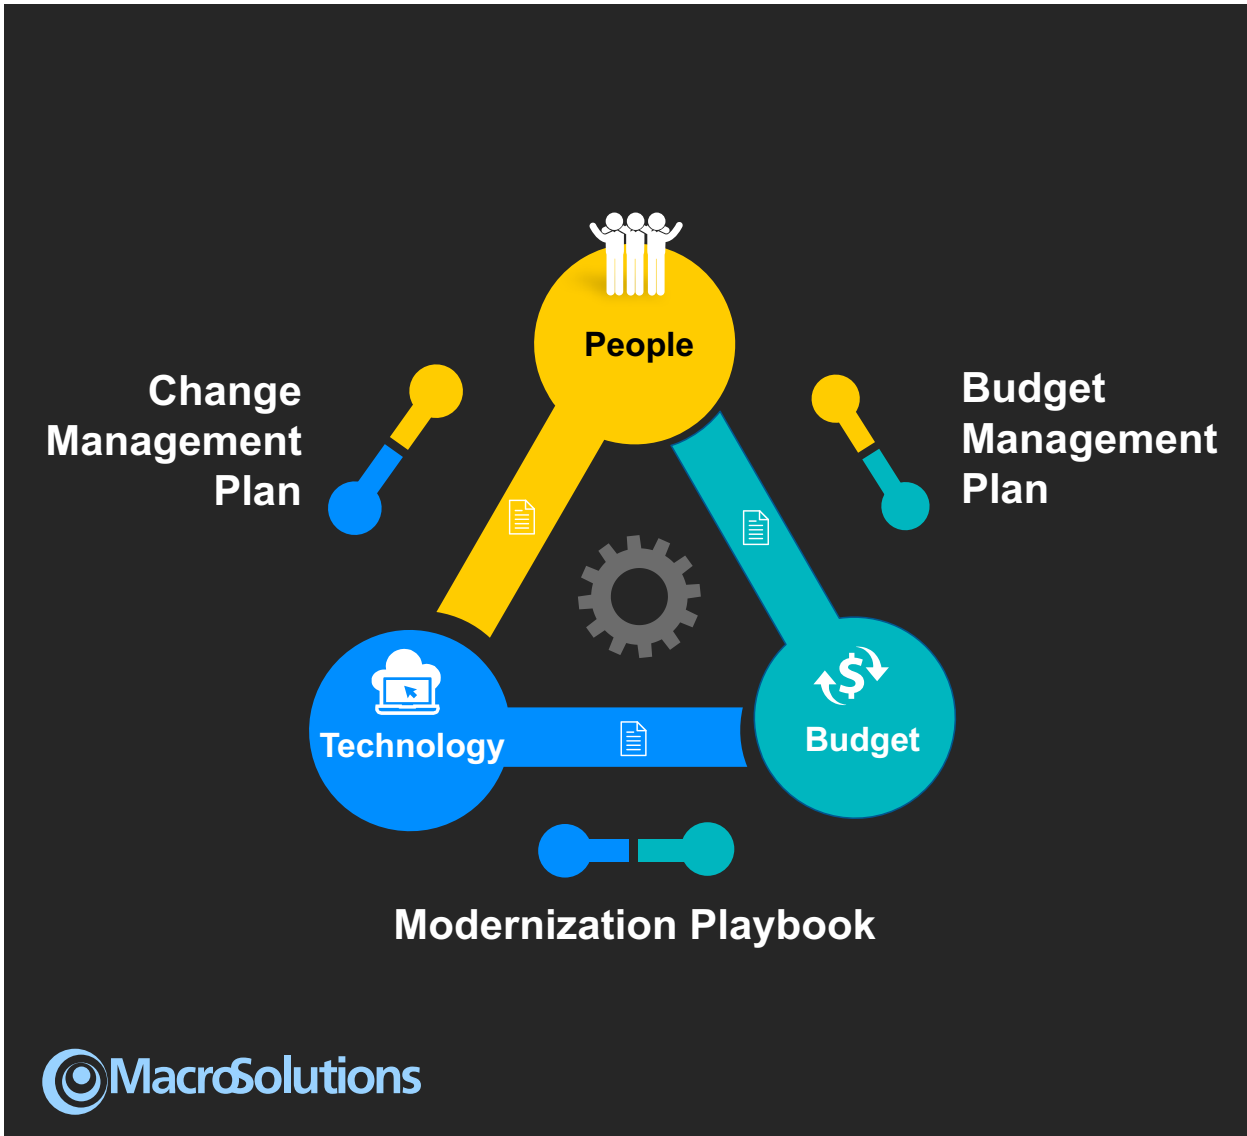 People
Change
Management
Plan
Budget
Management
Plan
$
Technology
Budget
Modernization Playbook
MacroSolutions